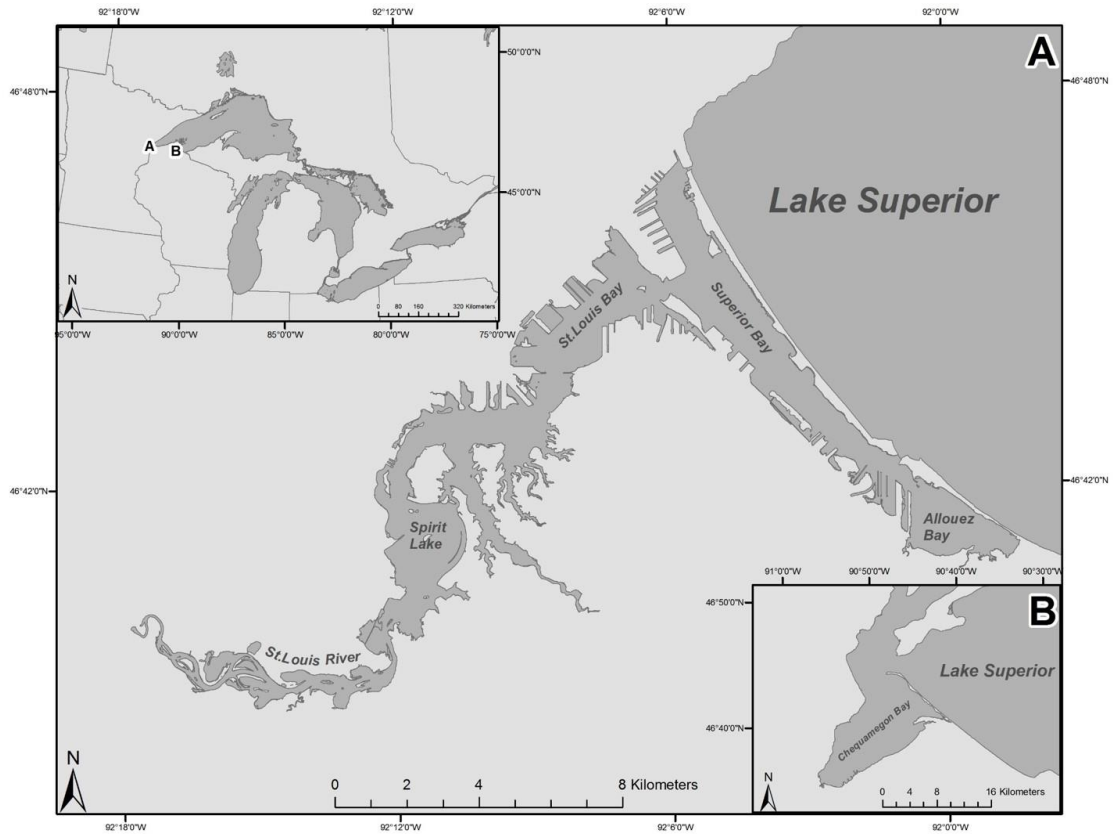 92°18'0"W
92°12'0"W
92°6'0"W
92°0'0"W
A
50°0'0"N
46°48'0"N
46°48'0"N
A
B
45°0'0"N
Lake Superior
N
0 80 160 320 Kilometers
95°0'0"W
90°0'0"W
85°0'0"W
80°0'0"W
75°0'0"W
St.Louis Bay
Superior Bay
46°42'0"N
46°42'0"N
Spirit
Lake
Allouez
Bay
91°0'0"W
90°50'0"W
90°40'0"W
90°30'0"W
46°50'0"N
B
St.Louis River
Lake Superior
Chequamegon Bay
46°40'0"N
N
0 2 4 8 Kilometers
N
0 4 8 16 Kilometers
92°18'0"W
92°12'0"W
92°6'0"W
92°0'0"W